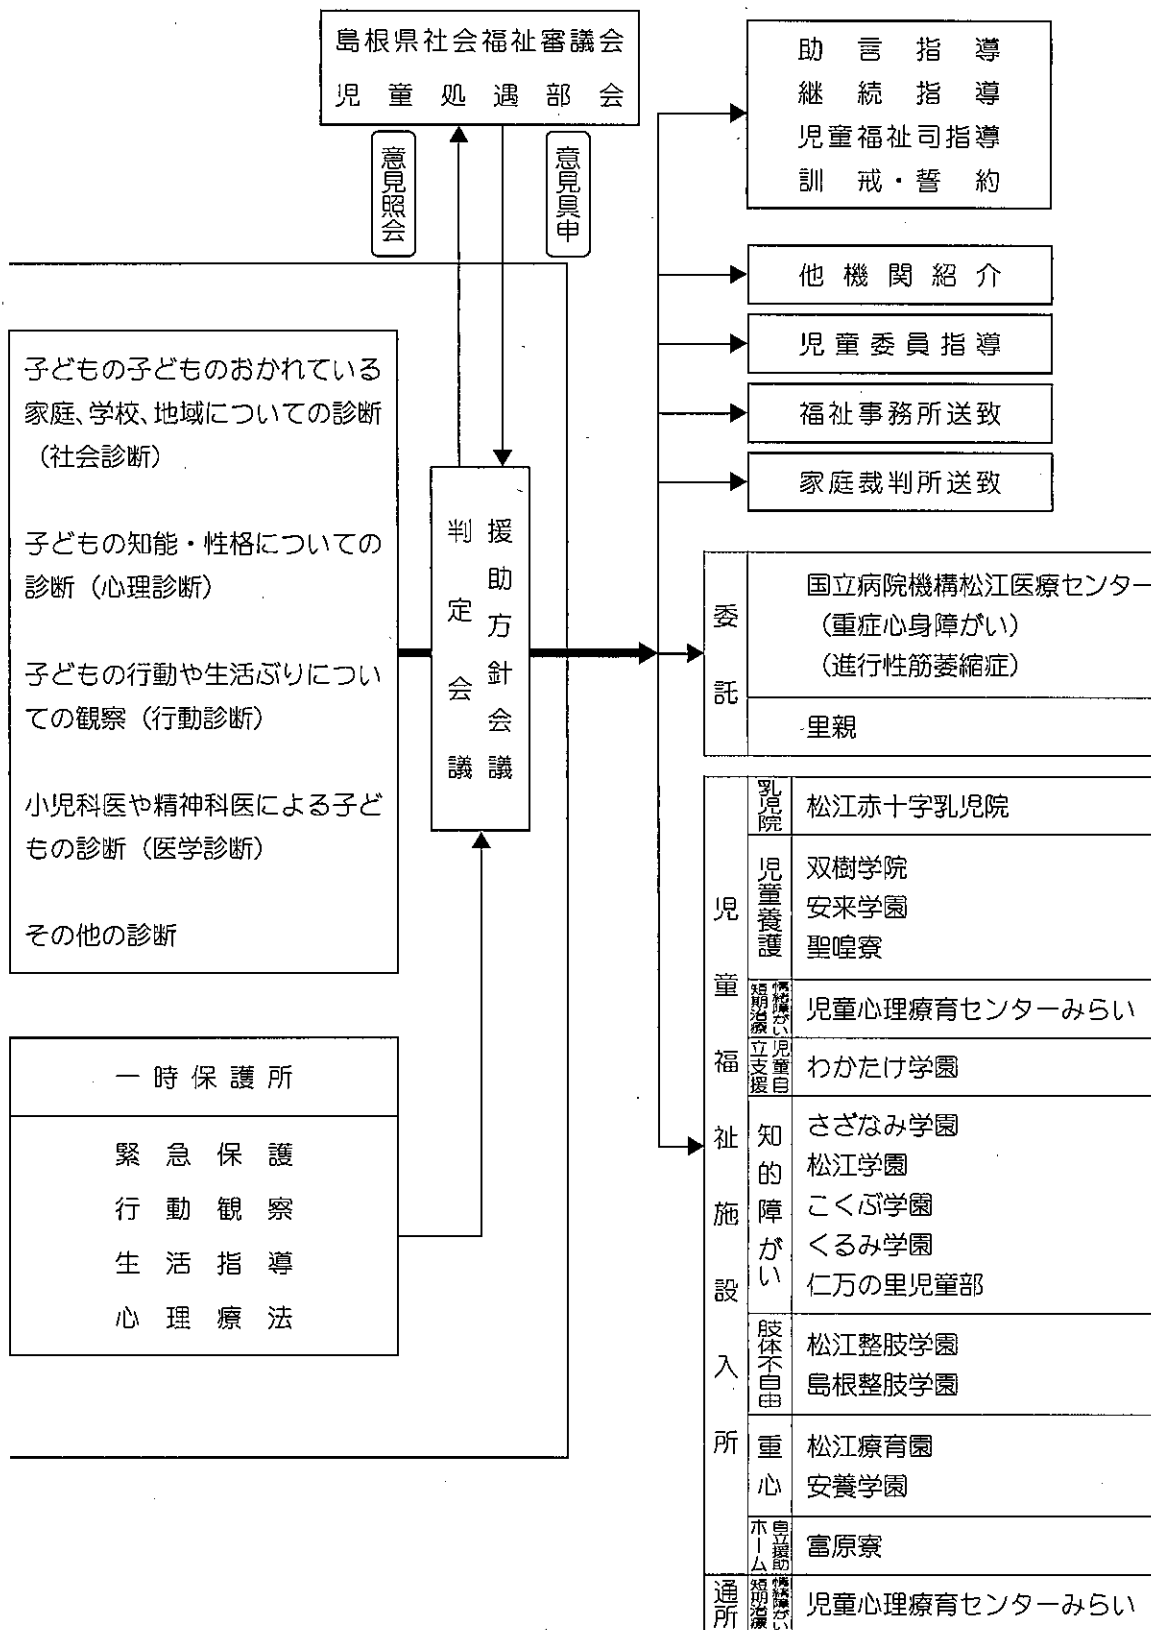 島根県社会福祉審議会
児童処遇部会
意見照会
意見具申
子どもの子どものおかれている
家庭、学校、地域についての診断
（社会診断）
子どもの知能・性格についての
診断（心理診断）
子どもの行動や生活ぶりについ
ての観察（行動診断）
小児科医や精神科医による子ど
もの診断（医学診断）
その他の診断
一時保護所
緊急保護
行動観察
生活指導
心理療法
援助方針会議
判定会議
助言指導
継続指導
児童福祉司指導
訓戒・誓約
他機関紹介
児童委員指導
福祉事務所送致
家庭裁判所送致
委託
国立病院機構松江医療センター
（重症心身障がい）
（進行性筋萎縮症）
里親
児童福祉施設入所
乳児院
松江赤十字乳児院
児童養護
双樹学院
安来学園
聖喤寮
情緒障がい
短期治療
児童心理療育センターみらい
児童自
立支援
わかたけ学園
知的障がい
さざなみ学園
松江学園
こくぶ学園
くるみ学園
仁万の里児童部
肢体不自由
松江整肢学園
島根整肢学園
重心
松江療育園
安養学園
自立援助
ホーム
富原寮
通所
情緒障がい
短期治療
児童心理療育センターみらい